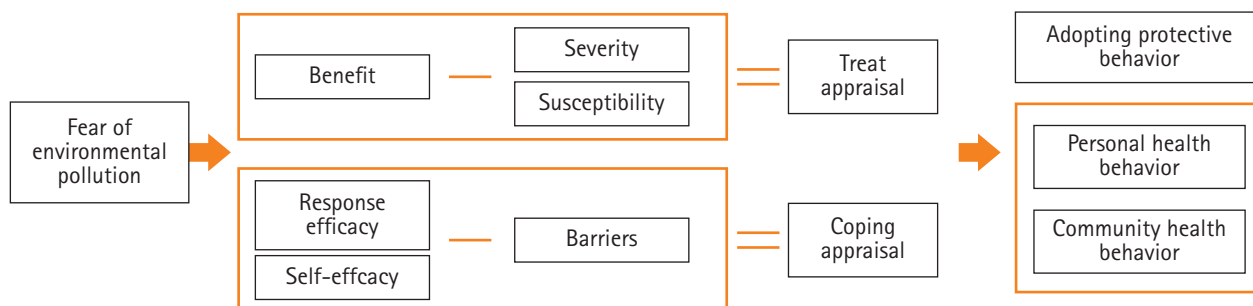 Fear of
environmental
pollution
Benefit
Severity
Susceptibility
Treat
appraisal
Response
efficacy
Self-effcacy
Barriers
Coping
appraisal
Adopting protective
behavior
Personal health
behavior
Community health
behavior